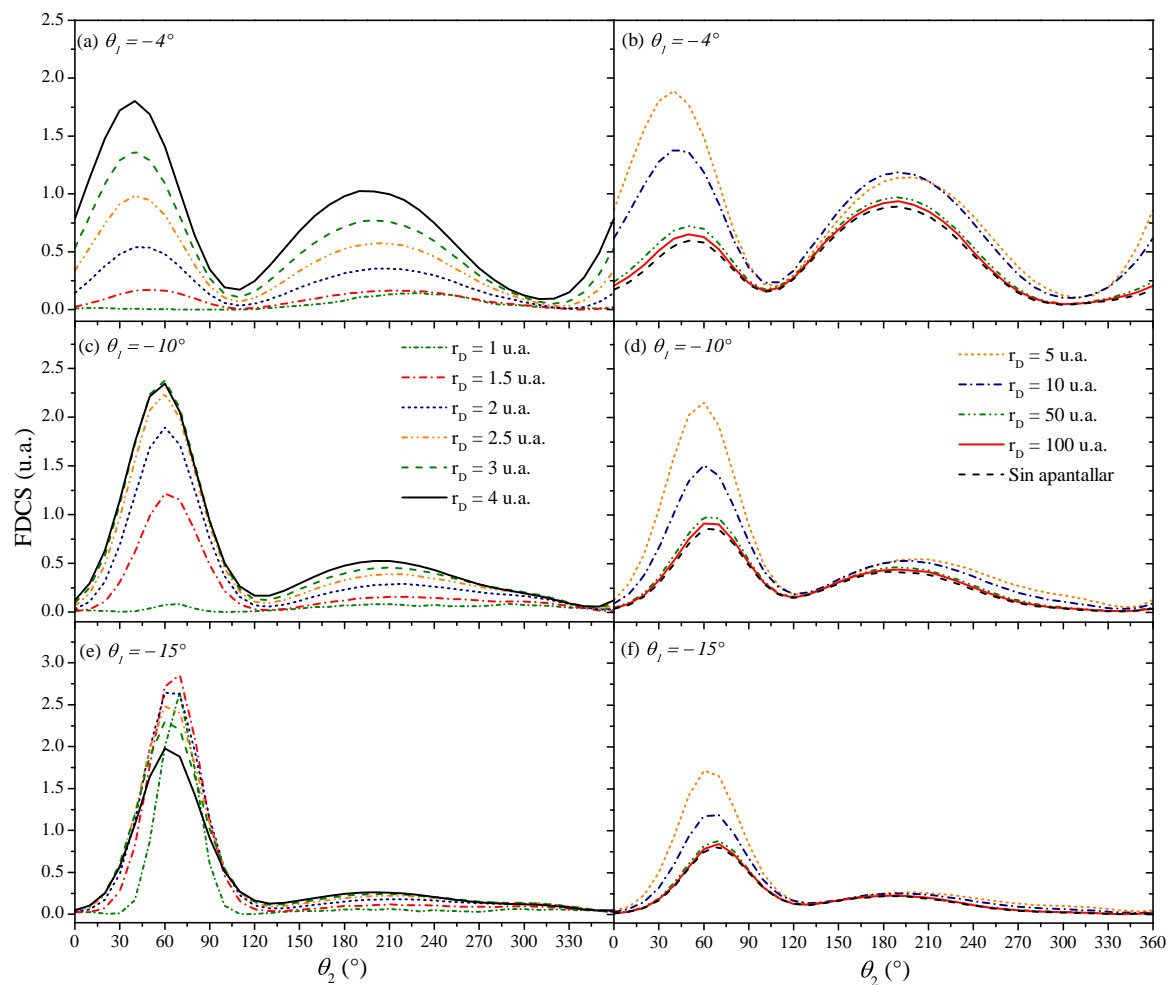 (a) θ1 = −4°
(b) θ1 = −4°
2.5
2.0
1.5
1.0
0.5
0.0
(c) θ1 = −10°
(d) θ1 = −10°
rD = 1 u.a.
rD = 1.5 u.a.
rD = 2 u.a.
rD = 2.5 u.a.
rD = 3 u.a.
rD = 4 u.a.
rD = 5 u.a.
rD = 10 u.a.
rD = 50 u.a.
rD = 100 u.a.
Sin apantallar
FDCS (u.a.)
2.5
2.0
1.5
1.0
0.5
0.0
(e) θ1 = −15°
(f) θ1 = −15°
3.0
2.5
2.0
1.5
1.0
0.5
0.0
0 30 60 90 120 150 180 210 240 270 300 330
0 30 60 90 120 150 180 210 240 270 300 330 360
θ2 (°)
θ2 (°)